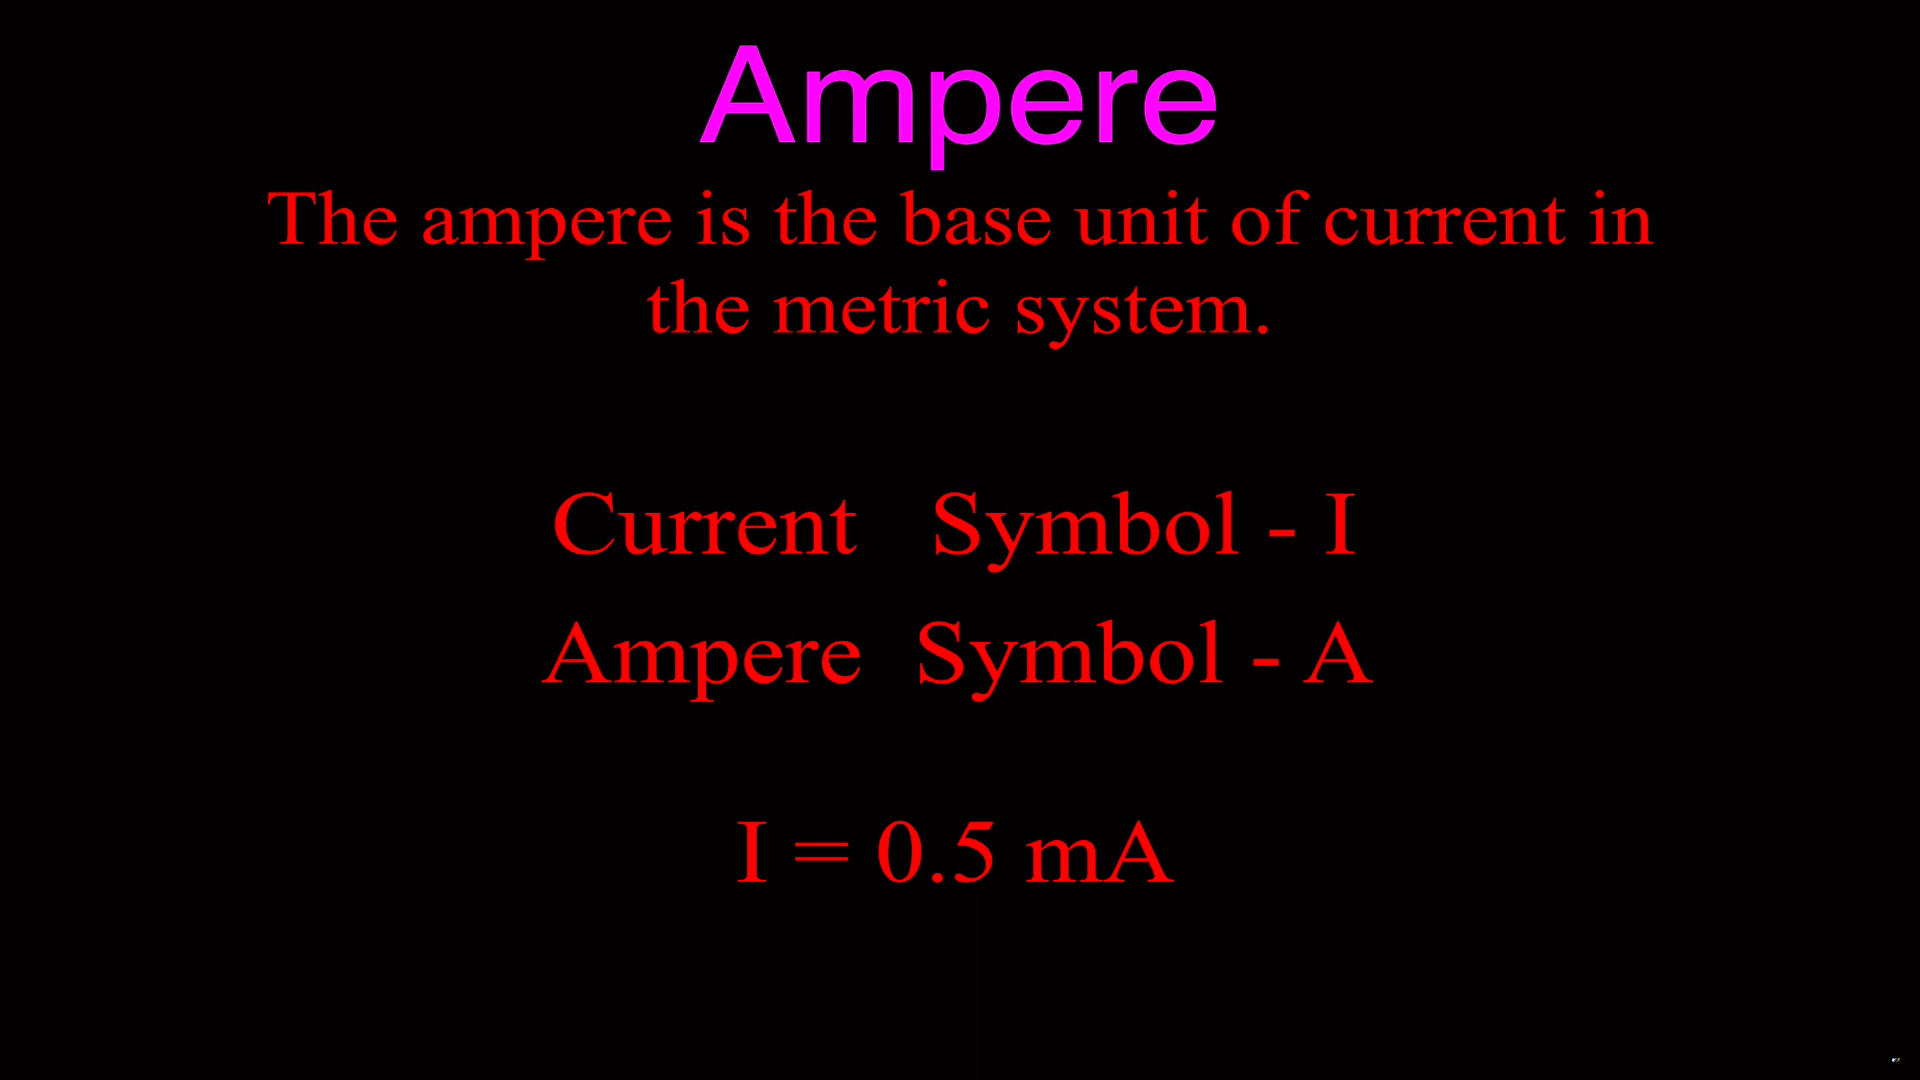 Ampere
The ampere is the base unit of current in
the metric system.
Current Symbol - I
Ampere Symbol - A
I = 0.5 mA